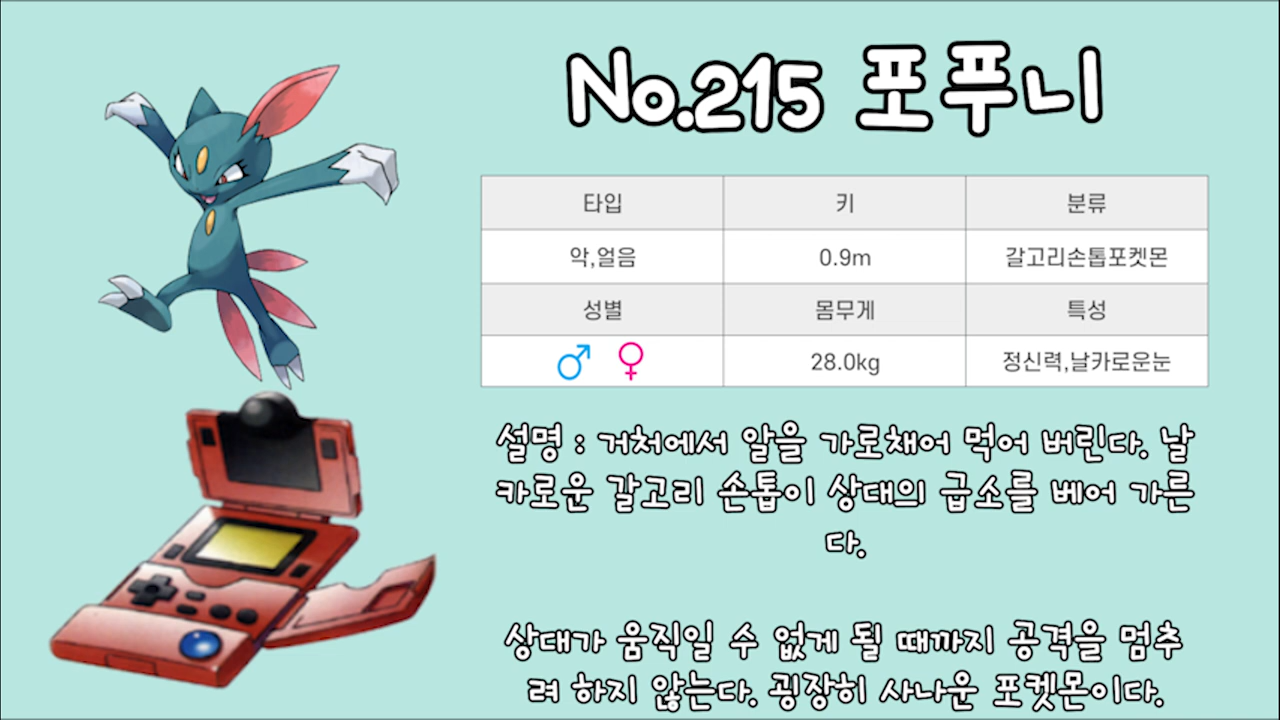 No.215 포푸니
타입 키 분류
악,얼음 0.9m 갈고리손톱포켓몬
성별 몸무게 특성
♂ ♀ 28.0kg 정신력,날카로운눈
설명 : 거처에서 알을 가로채어 먹어 버린다. 날
카로운 갈고리 손톱이 상대의 급소를 베어 가른
다.
상대가 움직일 수 없게 될 때까지 공격을 멈추
려 하지 않는다. 굉장히 사나운 포켓몬이다.